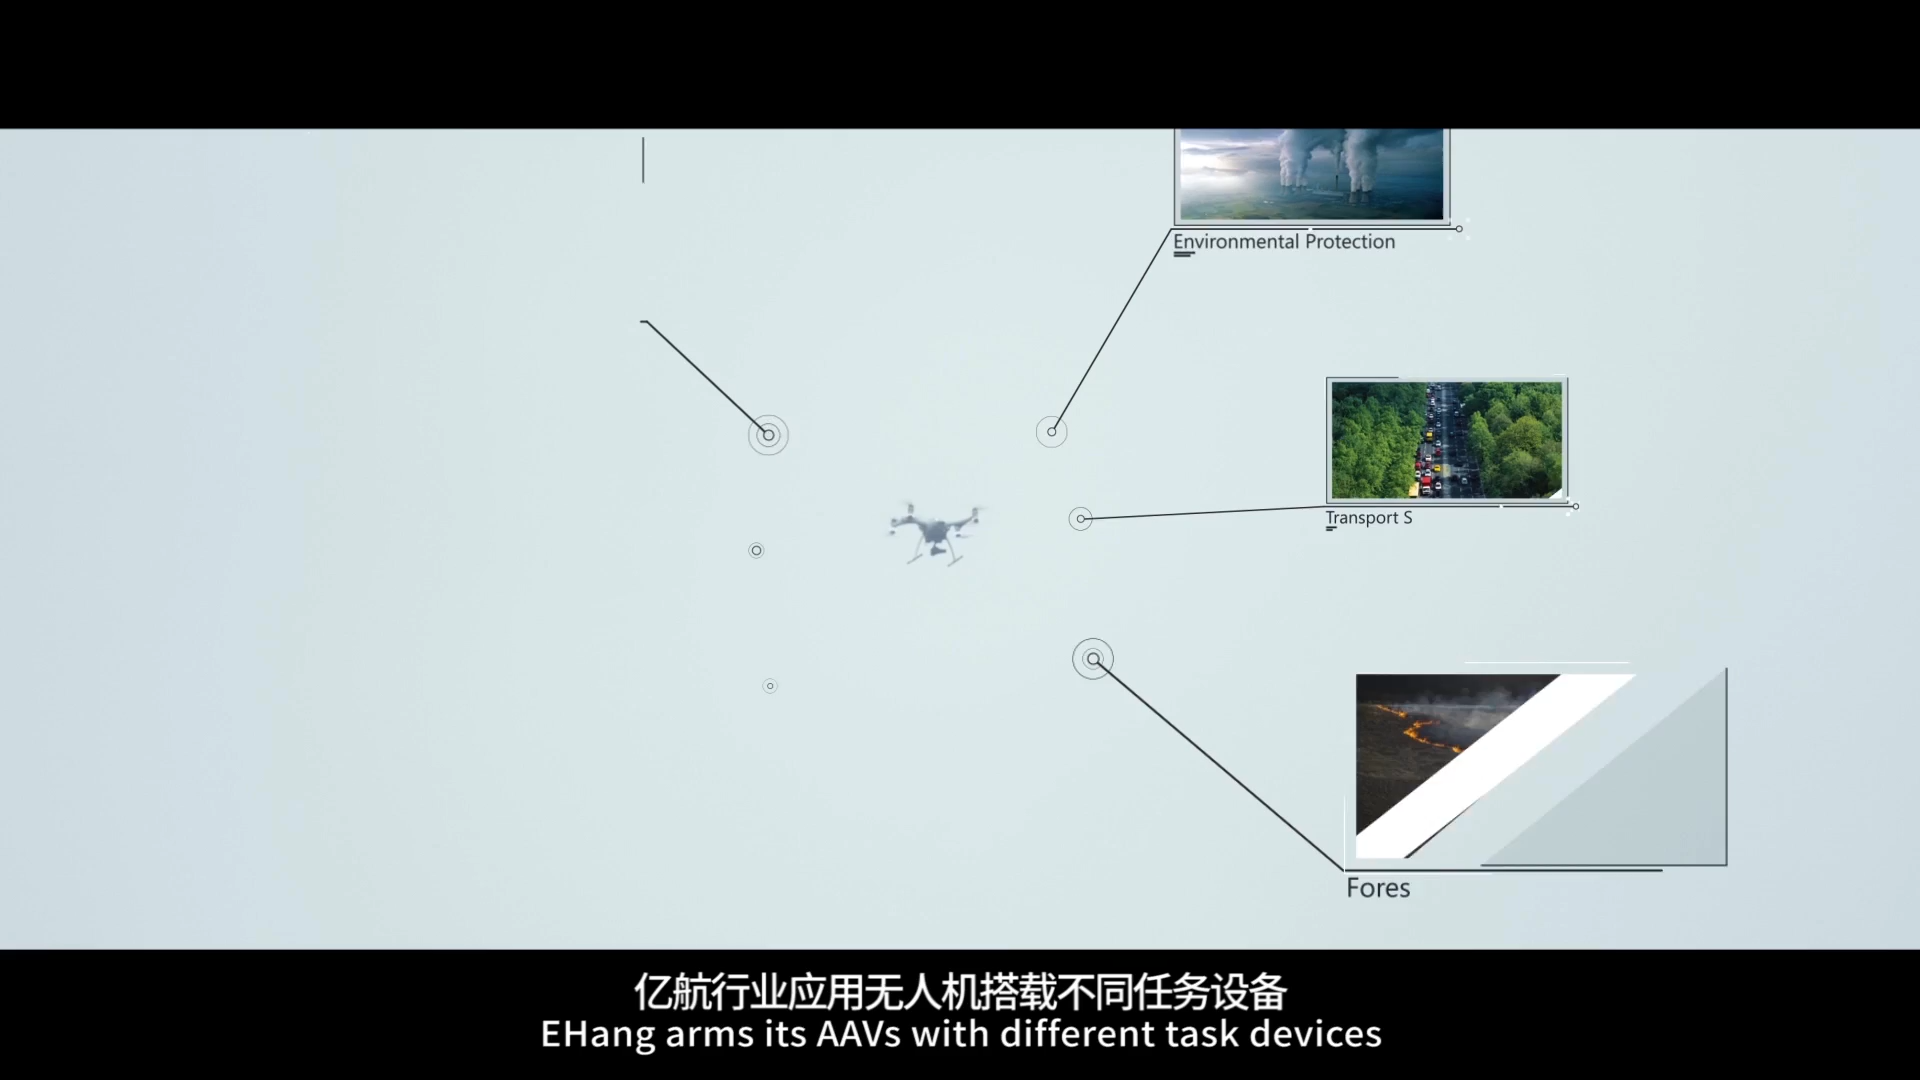 Environmental Protection
Transport S
Fores
亿航行业应用无人机搭载不同任务设备
EHang arms its AAVs with different task devices